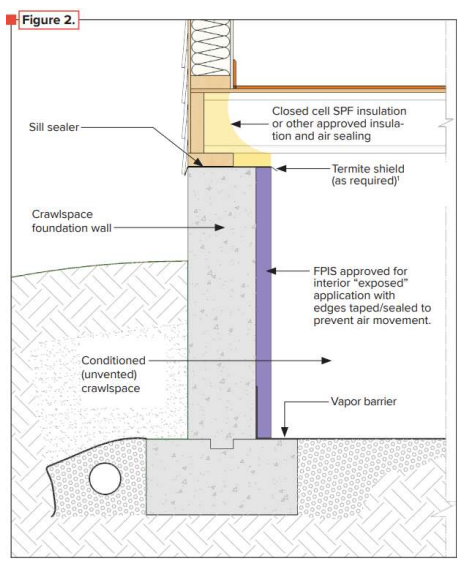 Figure 2.
Closed cell SPF insulation
or other approved insula-
tion and air sealing
Sill sealer
Termite shield
(as required)¹
Crawlspace
foundation wall
FPIS approved for
interior “exposed”
application with
edges taped/sealed to
prevent air movement.
Conditioned
(unvented)
crawlspace
Vapor barrier